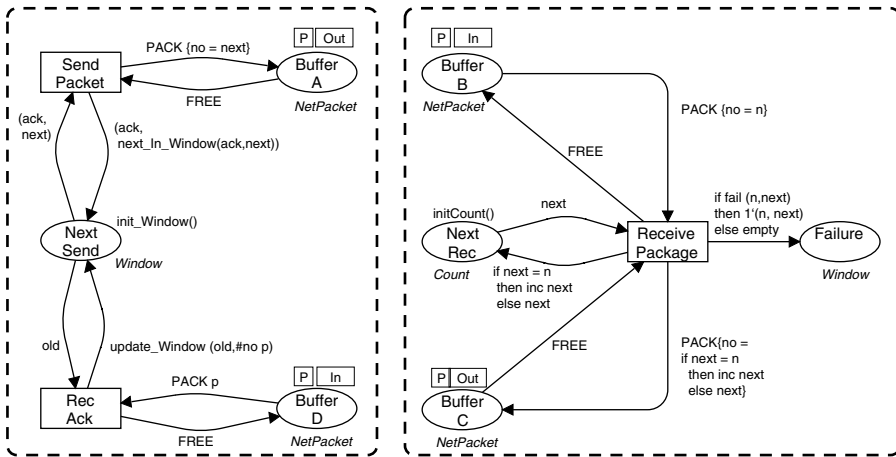 P Out
PACK {no = next}
Send
Packet
Buffer
A
FREE
NetPacket
(ack,
next)
(ack,
next_In_Window(ack,next))
init_Window()
Next
Send
Window
old
update_Window (old,#no p)
P In
PACK p
Rec
Ack
Buffer
D
FREE
NetPacket
P In
Buffer
B
NetPacket
PACK {no = n}
FREE
initCount()
next
Next
Rec
Count
if next = n
then inc next
else next
Receive
Package
if fail (n,next)
then 1‘(n, next)
else empty
Failure
Window
FREE
PACK{no =
if next = n
then inc next
else next}
P Out
Buffer
C
NetPacket